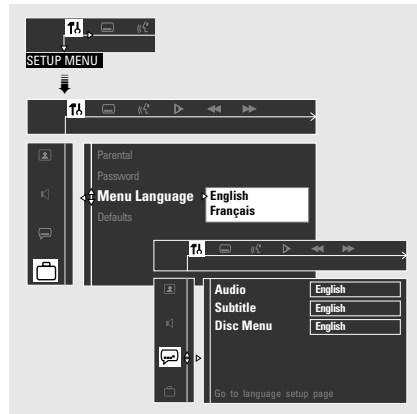 SETUP MENU
Parental
Password
Menu Language
English
Français
Defaults
Audio English
Subtitle English
Disc Menu English
Go to language setup page